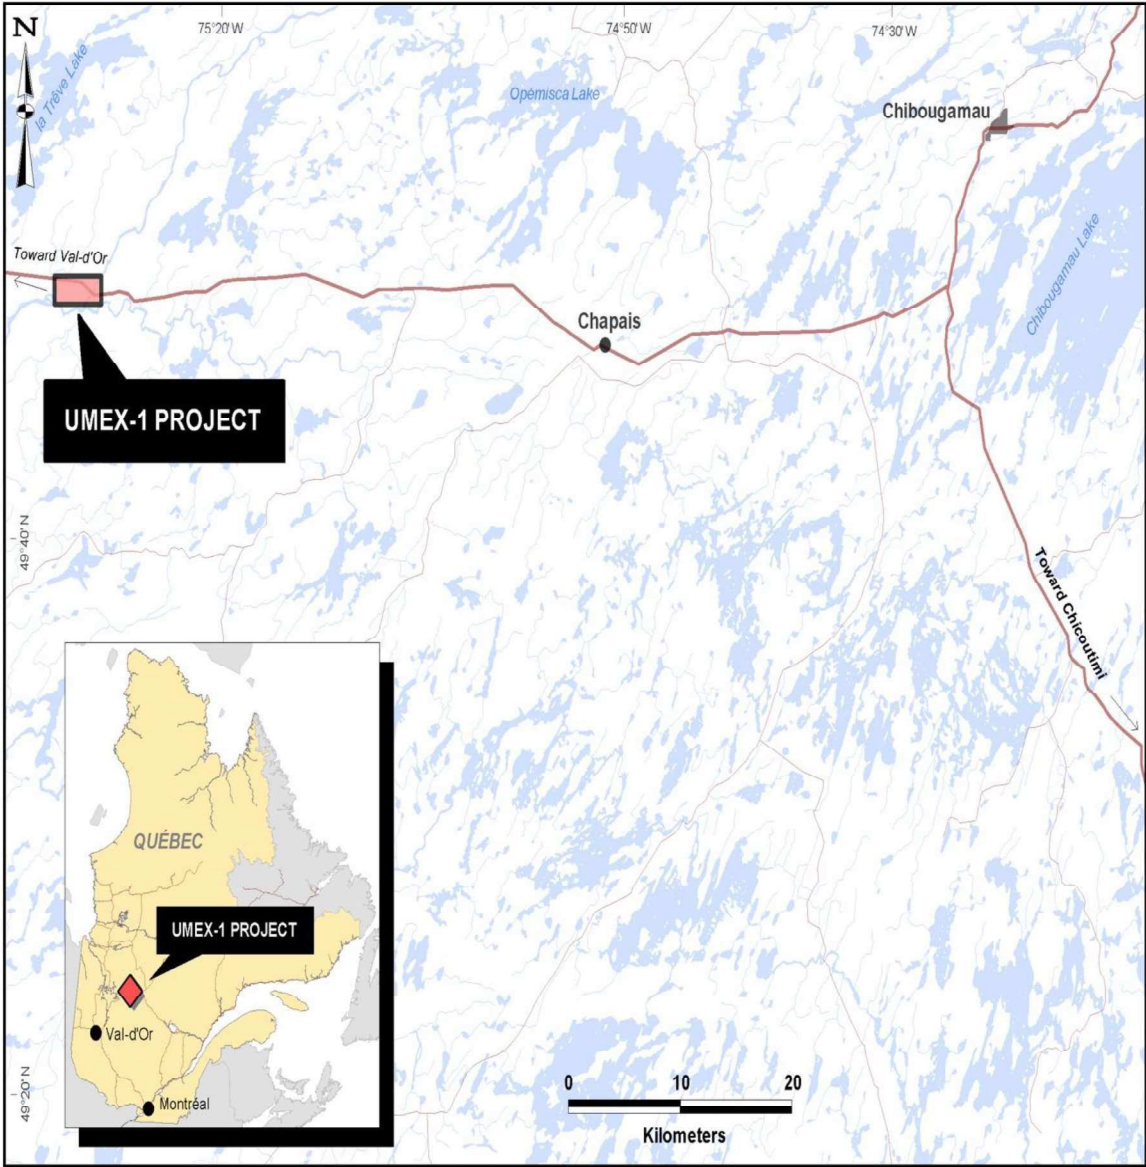 N
75°20'W
74°50'W
74°30'W
la Trêve Lake
Opémisca Lake
Chibougamau
Chibougamau Lake
Toward Val-d'Or
Chapais
UMEX-1 PROJECT
49°40'N
Toward Chicoutimi
QUÉBEC
UMEX-1 PROJECT
Val-d'Or
Montréal
49°20'N
0 10 20
Kilometers